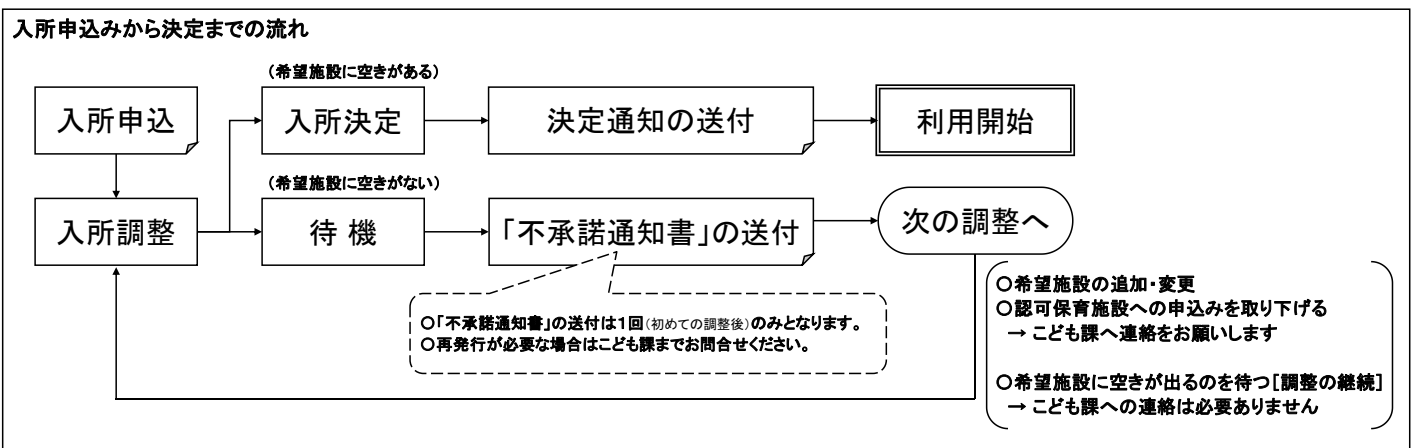 入所申込みから決定までの流れ
(希望施設に空きがある)
入所申込
入所決定
決定通知の送付
利用開始
(希望施設に空きがない)
入所調整
待 機
「不承諾通知書」の送付
次の調整へ
○「不承諾通知書」の送付は1回(初めての調整後)のみとなります。
○再発行が必要な場合はこども課までお問合せください。
○希望施設の追加・変更
○認可保育施設への申込みを取り下げる
→ こども課へ連絡をお願いします
○希望施設に空きが出るのを待つ[調整の継続]
→ こども課への連絡は必要ありません